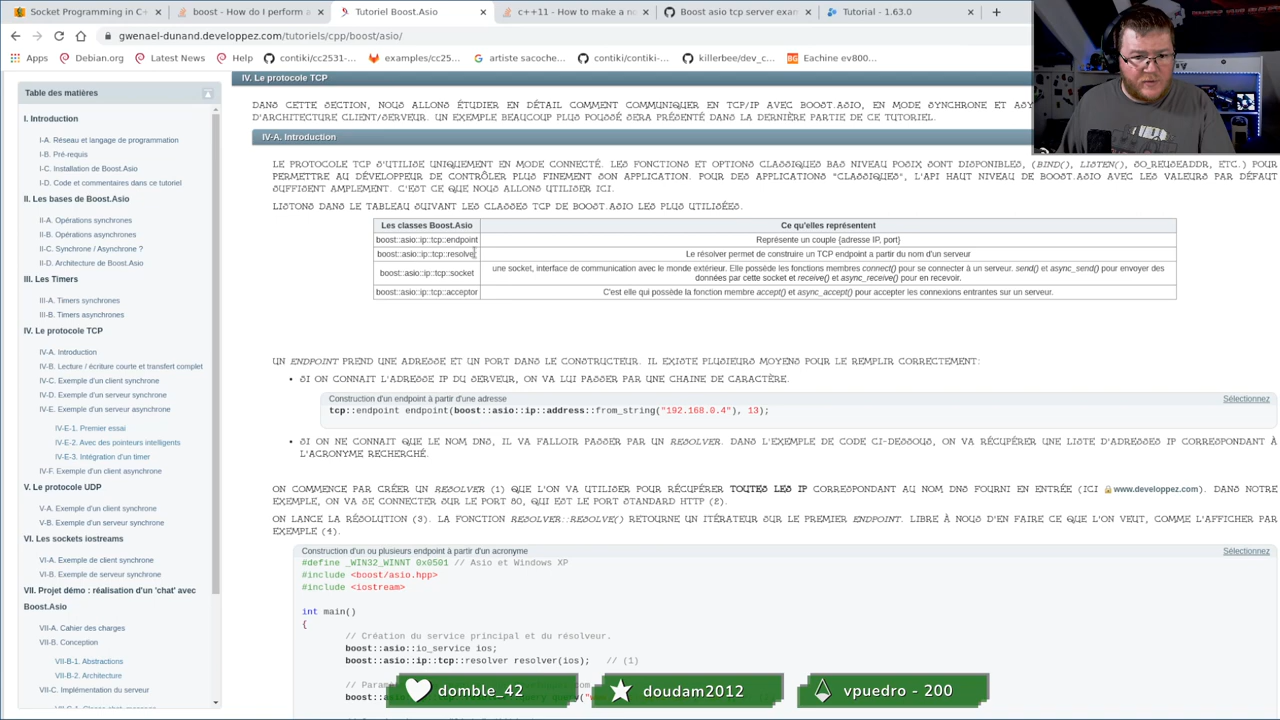 Socket Programming in C+
boost - How do I perform a
Tutoriel Boost.Asio
c++11 - How to make a no
Boost asio tcp server exam
Tutorial - 1.63.0
gwenael-dunand.developpez.com/tutoriels/cpp/boost/asio/
Apps
Debian.org
Latest News
Help
contiki/cc2531-...
examples/cc25...
artiste sacoche...
contiki/contiki-...
killerbee/dev_c...
Eachine ev800...
Table des matières
I. Introduction
I-A. Réseau et langage de programmation
I-B. Pré-requis
I-C. Installation de Boost.Asio
I-D. Code et commentaires dans ce tutoriel
II. Les bases de Boost.Asio
II-A. Opérations synchrones
II-B. Opérations asynchrones
II-C. Synchrone / Asynchrone ?
II-D. Architecture de Boost.Asio
III. Les Timers
III-A. Timers synchrones
III-B. Timers asynchrones
IV. Le protocole TCP
IV-A. Introduction
IV-B. Lecture / écriture courte et transfert complet
IV-C. Exemple d'un client synchrone
IV-D. Exemple d'un serveur synchrone
IV-E. Exemple d'un serveur asynchrone
IV-E-1. Premier essai
IV-E-2. Avec des pointeurs intelligents
IV-E-3. Intégration d'un timer
IV-F. Exemple d'un client asynchrone
V. Le protocole UDP
V-A. Exemple d'un client synchrone
V-B. Exemple d'un serveur synchrone
VI. Les sockets iostreams
VI-A. Exemple de client synchrone
VI-B. Exemple de serveur synchrone
VII. Projet démo : réalisation d'un 'chat' avec
Boost.Asio
VII-A. Cahier des charges
VII-B. Conception
VII-B-1. Abstractions
VII-B-2. Architecture
VII-C. Implémentation du serveur
IV. Le protocole TCP
DANS CETTE SECTION, NOUS ALLONS ÉTUDIER EN DÉTAIL COMMENT COMMUNIQUER EN TCP/IP AVEC BOOST.ASIO, EN MODE SYNCHRONE ET
D'ARCHITECTURE CLIENT/SERVEUR. UN EXEMPLE BEAUCOUP PLUS POUSSÉ SERA PRÉSENTÉ DANS LA DERNIÈRE PARTIE DE CE TUTORIEL.
IV-A. Introduction
LE PROTOCOLE TCP S'UTILISE UNIQUEMENT EN MODE CONNECTÉ. LES FONCTIONS ET OPTIONS CLASSIQUES BAS NIVEAU POSIX SONT DISPONIBLES, (BIND(), LISTEN(), SO_REUSEADDR, ETC.) POUR
PERMETTRE AU DÉVELOPPEUR DE CONTRÔLER PLUS FINEMENT SON APPLICATION. POUR DES APPLICATIONS "CLASSIQUES", L'API HAUT NIVEAU DE BOOST.ASIO AVEC LES VALEURS PAR DÉFAUT
SUFFISENT AMPLEMENT. C'EST CE QUE NOUS ALLONS UTILISER ICI.
LISTONS DANS LE TABLEAU SUIVANT LES CLASSES TCP DE BOOST.ASIO LES PLUS UTILISÉES.
Les classes Boost.Asio Ce qu'elles représentent
boost::asio::ip::tcp::endpoint Représente un couple {adresse IP, port}
boost::asio::ip::tcp::resolver Le résolver permet de construire un TCP endpoint a partir du nom d'un serveur
boost::asio::ip::tcp::socket une socket, interface de communication avec le monde extérieur. Elle possède les fonctions membres connect() pour se connecter à un serveur. send() et async_send() pour envoyer des
données par cette socket et receive() et async_receive() pour en recevoir.
boost::asio::ip::tcp::acceptor C'est elle qui possède la fonction membre accept() et async_accept() pour accepter les connexions entrantes sur un serveur.
UN ENDPOINT PREND UNE ADRESSE ET UN PORT DANS LE CONSTRUCTEUR. IL EXISTE PLUSIEURS MOYENS POUR LE REMPLIR CORRECTEMENT:
• SI ON CONNAIT L'ADRESSE IP DU SERVEUR, ON VA LUI PASSER PAR UNE CHAINE DE CARACTÈRE.
Construction d'un endpoint à partir d'une adresse Sélectionnez
tcp::endpoint endpoint(boost::asio::ip::address::from_string("192.168.0.4"), 13);
• SI ON NE CONNAIT QUE LE NOM DNS, IL VA FALLOIR PASSER PAR UN RESOLVER. DANS L'EXEMPLE DE CODE CI-DESSOUS, ON VA RÉCUPÉRER UNE LISTE D'ADRESSES IP CORRESPONDANT À
L'ACRONYME RECHERCHÉ.
ON COMMENCE PAR CRÉER UN RESOLVER (1) QUE L'ON VA UTILISER POUR RÉCUPÉRER TOUTES LES IP CORRESPONDANT AU NOM DNS FOURNI EN ENTRÉE (ICI www.developpez.com). DANS NOTRE
EXEMPLE, ON VA SE CONNECTER SUR LE PORT 80, QUI EST LE PORT STANDARD HTTP (2).
ON LANCE LA RÉSOLUTION (3). LA FONCTION RESOLVER::RESOLVE() RETOURNE UN ITÉRATEUR SUR LE PREMIER ENDPOINT. LIBRE À NOUS D'EN FAIRE CE QUE L'ON VEUT, COMME L'AFFICHER PAR
EXEMPLE (4).
Construction d'un ou plusieurs endpoint à partir d'un acronyme Sélectionnez
#define _WIN32_WINNT 0x0501 // Asio et Windows XP
#include <boost/asio.hpp>
#include <iostream>
int main()
{
// Création du service principal et du résolveur.
boost::asio::io_service ios;
boost::asio::ip::tcp::resolver resolver(ios); // (1)
domble_42
doudam2012
vpuedro - 200